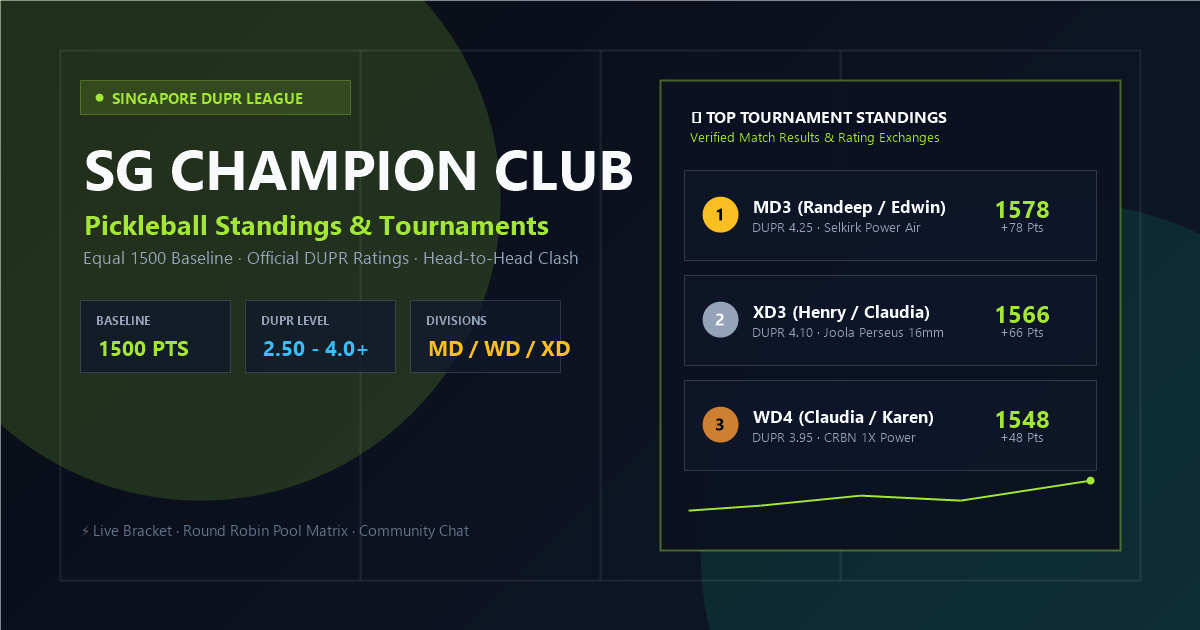 SINGAPORE DUPR LEAGUE
SG CHAMPION CLUB
Pickleball Standings & Tournaments
Equal 1500 Baseline · Official DUPR Ratings · Head-to-Head Clash
BASELINE
1500 PTS
DUPR LEVEL
2.50 - 4.0+
DIVISIONS
MD / WD / XD
⚡ Live Bracket · Round Robin Pool Matrix · Community Chat
TOP TOURNAMENT STANDINGS
Verified Match Results & Rating Exchanges
1
MD3 (Randeep / Edwin)
DUPR 4.25 · Selkirk Power Air
1578
+78 Pts
2
XD3 (Henry / Claudia)
DUPR 4.10 · Joola Perseus 16mm
1566
+66 Pts
3
WD4 (Claudia / Karen)
DUPR 3.95 · CRBN 1X Power
1548
+48 Pts